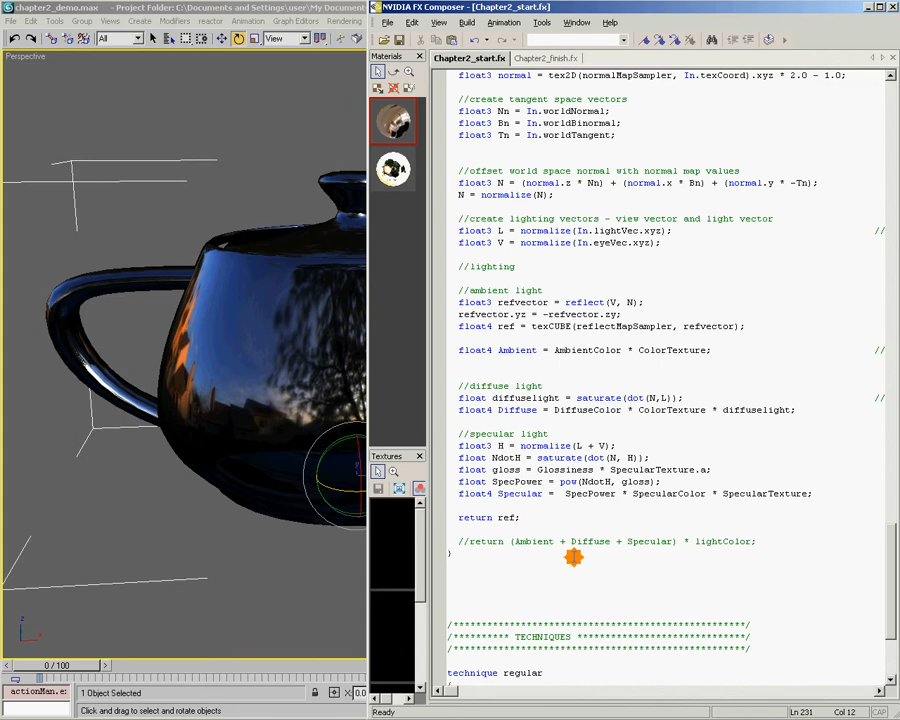 chapter2_demo.max    - Project Folder: C:\Documents and Settings\user\My Document
File Edit Tools Group Views Create Modifiers reactor Animation Graph Editors Rendering
All View
Perspective
NVIDIA FX Composer - [Chapter2_start.fx]
File Edit View Build Animation Tools Window Help
Materials
Chapter2_start.fx Chapter2_finish.fx
float3 normal = tex2D(normalMapSampler, In.texCoord).xyz * 2.0 - 1.0;
//create tangent space vectors
float3 Nn = In.worldNormal;
float3 Bn = In.worldBinormal;
float3 Tn = In.worldTangent;
//offset world space normal with normal map values
float3 N = (normal.z * Nn) + (normal.x * Bn) + (normal.y * -Tn);
N = normalize(N);
//create lighting vectors - view vector and light vector
float3 L = normalize(In.lightVec.xyz); //
float3 V = normalize(In.eyeVec.xyz);
//lighting
//ambient light
float3 refvector = reflect(V, N);
refvector.yz = -refvector.zy;
float4 ref = texCUBE(reflectMapSampler, refvector);
float4 Ambient = AmbientColor * ColorTexture; //
//diffuse light
float diffuselight = saturate(dot(N,L)); //
float4 Diffuse = DiffuseColor * ColorTexture * diffuselight;
//specular light
float3 H = normalize(L + V);
float NdotH = saturate(dot(N, H));
float gloss = Glossiness * SpecularTexture.a;
float SpecPower = pow(NdotH, gloss);
float4 Specular =  SpecPower * SpecularColor * SpecularTexture;
return ref;
//return (Ambient + Diffuse + Specular) * lightColor;
}
/****************************************************/
/********** TECHNIQUES ******************************/
/****************************************************/
technique regular
Textures
z
x
0 / 100
actionMan.e:
1 Object Selected
X: 0.0
Click and drag to select and rotate objects
Ready
Ln 231 Col 12 CAP